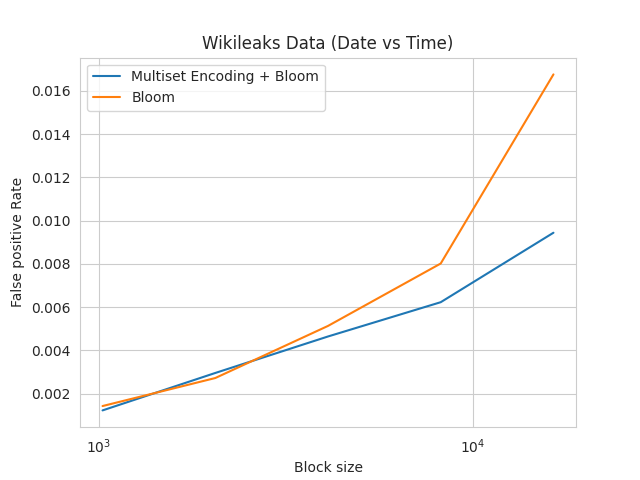 Wikileaks Data (Date vs Time)
Multiset Encoding + Bloom
Bloom
0.016
0.014
0.012
0.010
0.008
0.006
0.004
0.002
False positive Rate
10³
10⁴
Block size